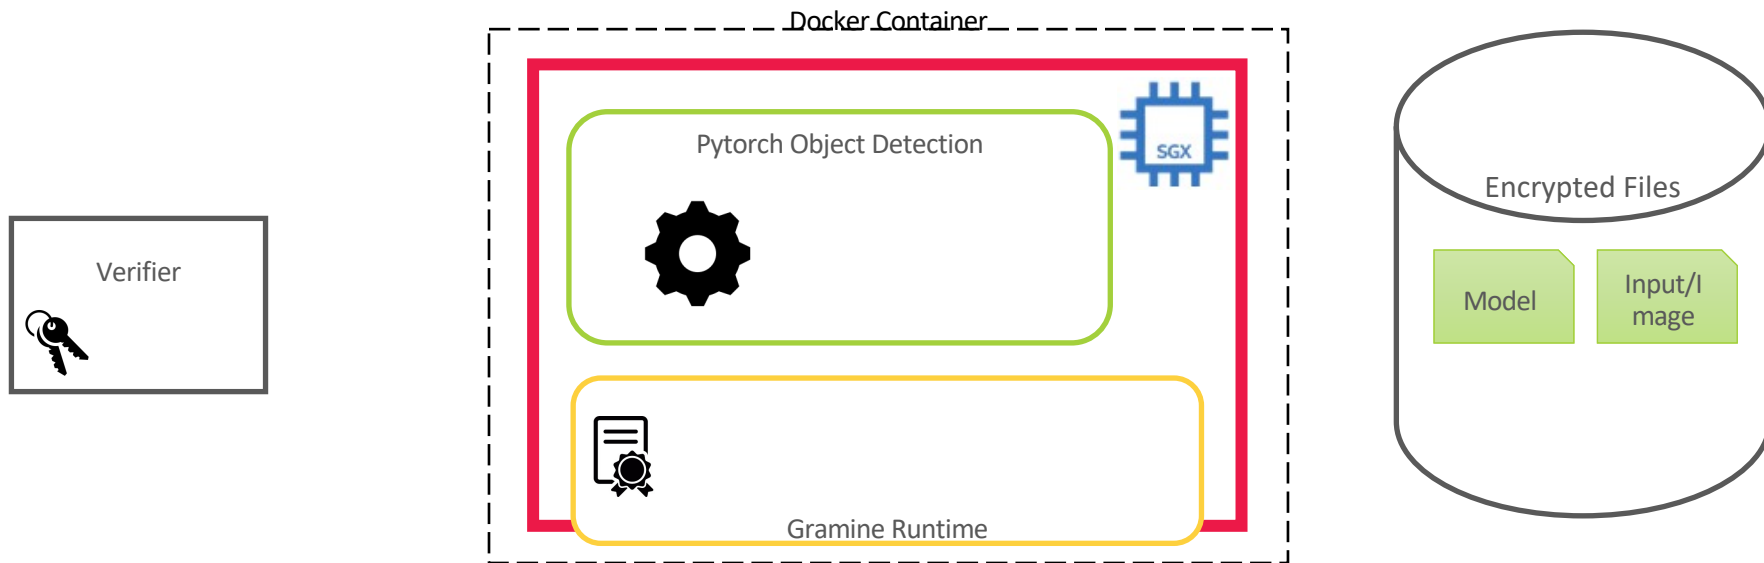 Docker Container
Pytorch Object Detection
SGX
Encrypted Files
Verifier
Model
Input/I
mage
Gramine Runtime